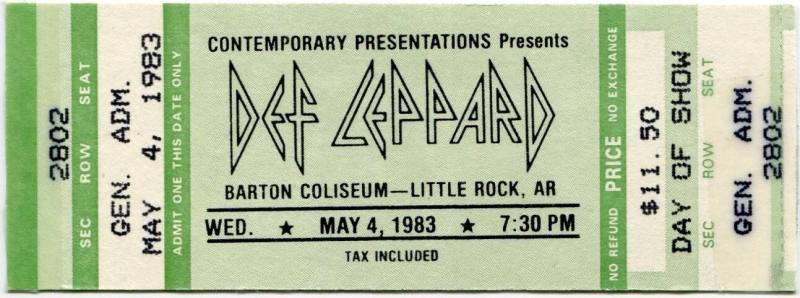 2802
SEC ROW SEAT
GEN. ADM.
MAY 4, 1983
ADMIT ONE THIS DATE ONLY
CONTEMPORARY PRESENTATIONS Presents
DEF LEPPARD
BARTON COLISEUM—LITTLE ROCK, AR
WED. ★ MAY 4, 1983 ★ 7:30 PM
TAX INCLUDED
NO REFUND PRICE NO EXCHANGE
$11.50
DAY OF SHOW
SEC ROW SEAT
GEN. ADM.
2802